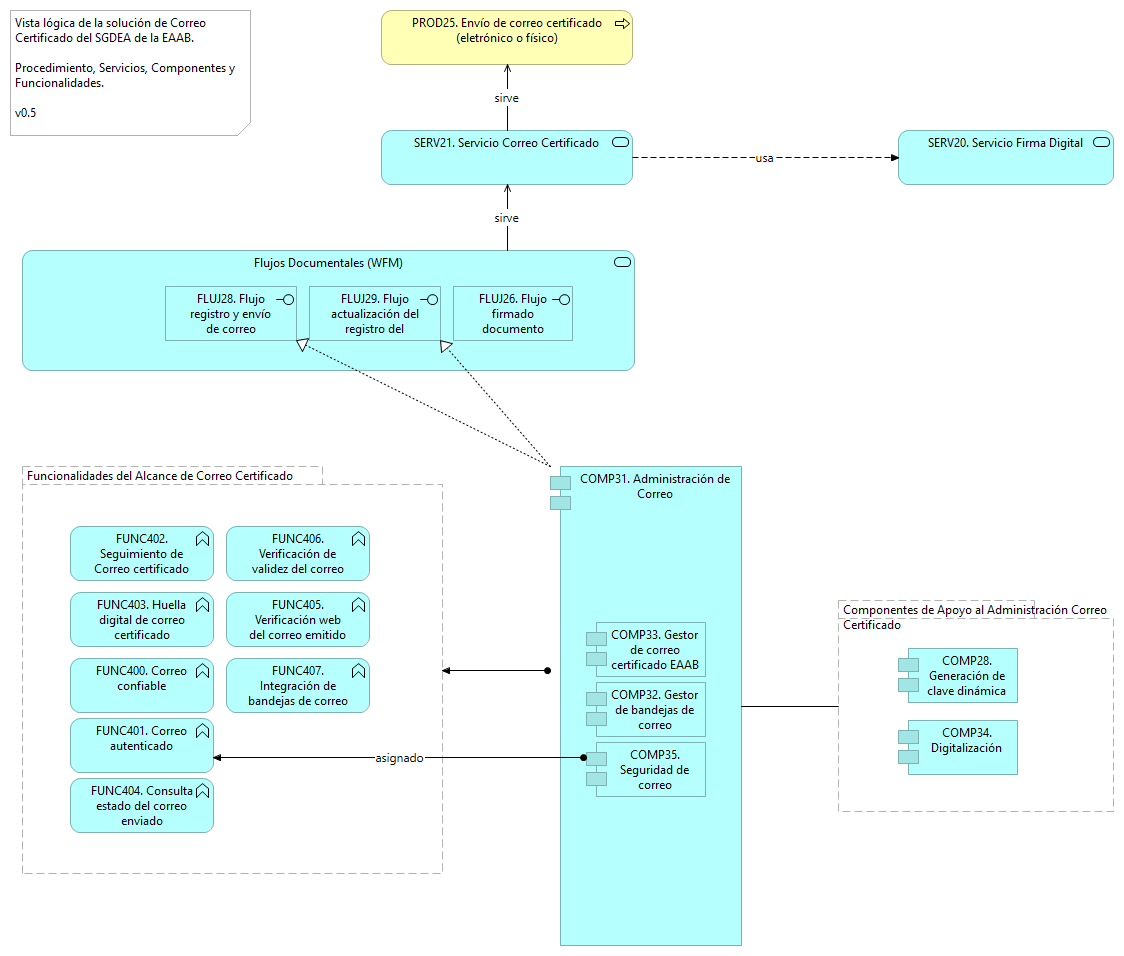 Vista lógica de la solución de Correo
Certificado del SGDEA de la EAAB.
Procedimiento, Servicios, Componentes y
Funcionalidades.
v0.5
PROD25. Envío de correo certificado
(eletrónico o físico)
sirve
SERV21. Servicio Correo Certificado
usa
SERV20. Servicio Firma Digital
sirve
Flujos Documentales (WFM)
FLUJ28. Flujo
registro y envío
de correo
FLUJ29. Flujo
actualización del
registro del
FLUJ26. Flujo
firmado
documento
Funcionalidades del Alcance de Correo Certificado
FUNC402.
Seguimiento de
Correo certificado
FUNC406.
Verificación de
validez del correo
FUNC403. Huella
digital de correo
certificado
FUNC405.
Verificación web
del correo emitido
FUNC400. Correo
confiable
FUNC407.
Integración de
bandejas de correo
FUNC401. Correo
autenticado
FUNC404. Consulta
estado del correo
enviado
asignado
COMP31. Administración de
Correo
COMP33. Gestor
de correo
certificado EAAB
COMP32. Gestor
de bandejas de
correo
COMP35.
Seguridad de
correo
Componentes de Apoyo al Administración Correo
Certificado
COMP28.
Generación de
clave dinámica
COMP34.
Digitalización